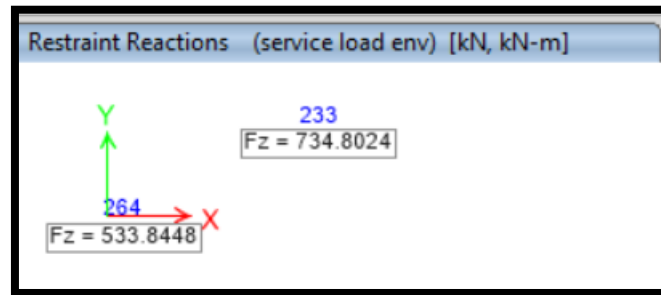 Restraint Reactions (service load env) [kN, kN-m]
Y
233
Fz = 734.8024
264
X
Fz = 533.8448